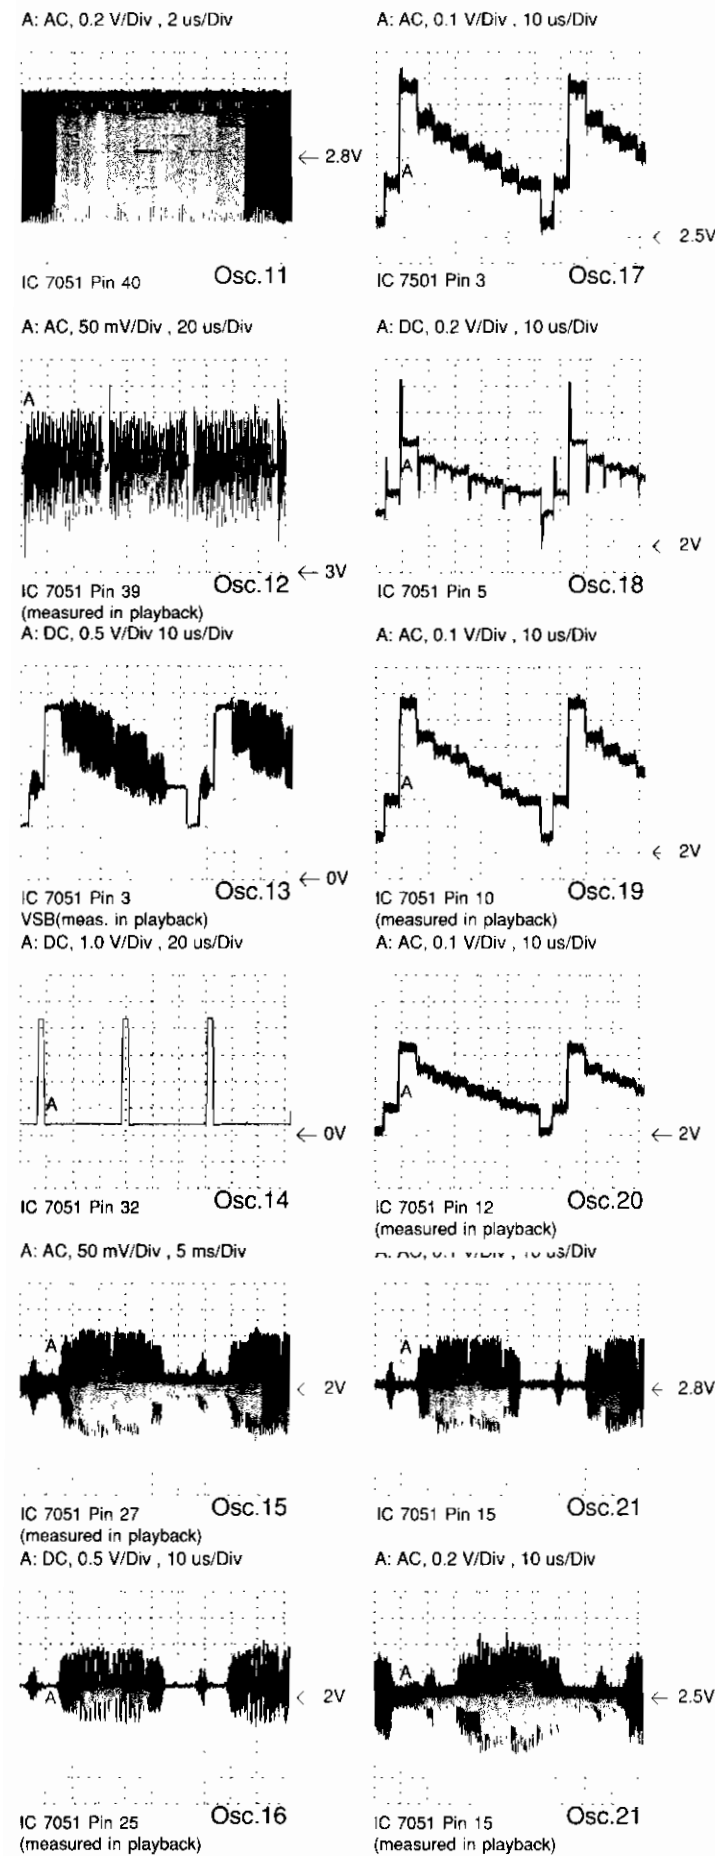 A: AC, 0.2 V/Div , 2 us/Div
← 2.8V
IC 7051 Pin 40
Osc.11
A: AC, 50 mV/Div , 20 us/Div
A
← 3V
IC 7051 Pin 39
Osc.12
(measured in playback)
A: DC, 0.5 V/Div 10 us/Div
← 0V
IC 7051 Pin 3
Osc.13
VSB(meas. in playback)
A: DC, 1.0 V/Div , 20 us/Div
A
← 0V
IC 7051 Pin 32
Osc.14
A: AC, 50 mV/Div , 5 ms/Div
A
2V
IC 7051 Pin 27
Osc.15
(measured in playback)
A: DC, 0.5 V/Div , 10 us/Div
A
2V
IC 7051 Pin 25
Osc.16
(measured in playback)
A: AC, 0.1 V/Div , 10 us/Div
A
2.5V
IC 7501 Pin 3
Osc.17
A: DC, 0.2 V/Div , 10 us/Div
A
← 2V
IC 7051 Pin 5
Osc.18
A: AC, 0.1 V/Div , 10 us/Div
A
← 2V
IC 7051 Pin 10
Osc.19
(measured in playback)
A: AC, 0.1 V/Div , 10 us/Div
A
← 2V
IC 7051 Pin 12
Osc.20
(measured in playback)
A: AC, 0.1 V/Div , 10 us/Div
A
← 2.8V
IC 7051 Pin 15
Osc.21
A: AC, 0.2 V/Div , 10 us/Div
A
← 2.5V
IC 7051 Pin 15
Osc.21
(measured in playback)